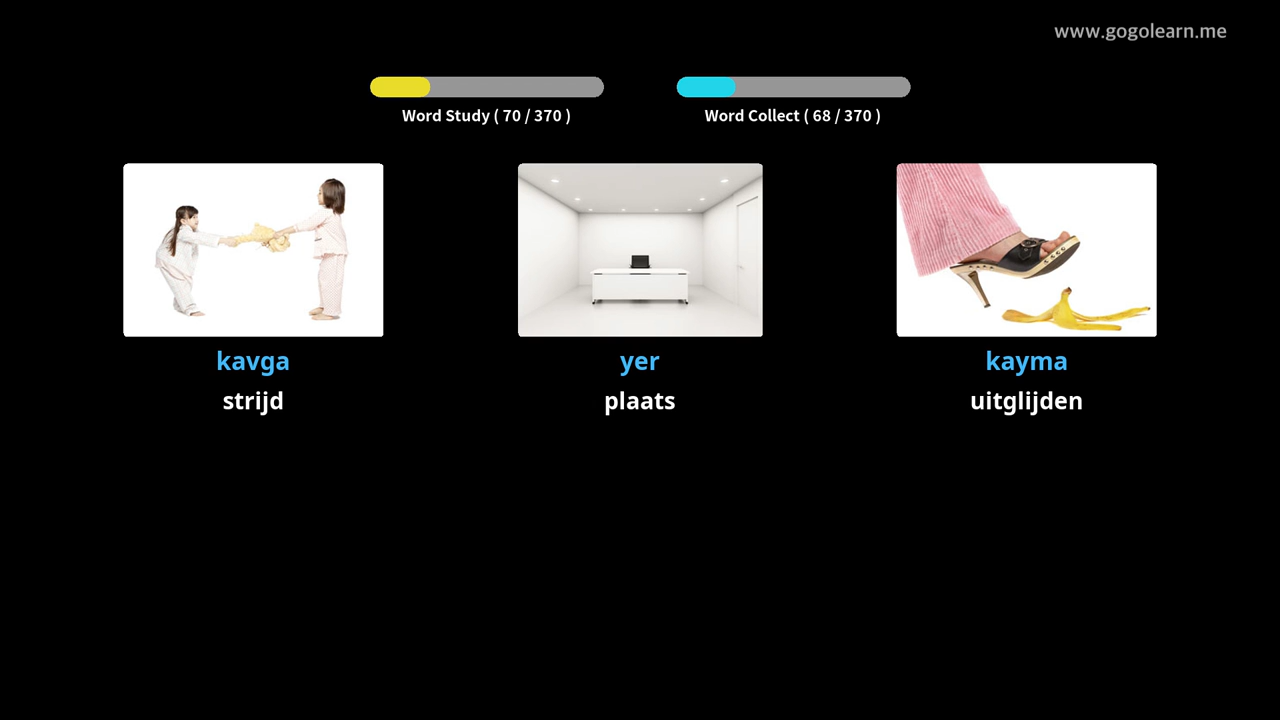 www.gogolearn.me
Word Study ( 70 / 370 )
Word Collect ( 68 / 370 )
kavga
strijd
yer
plaats
kayma
uitglijden